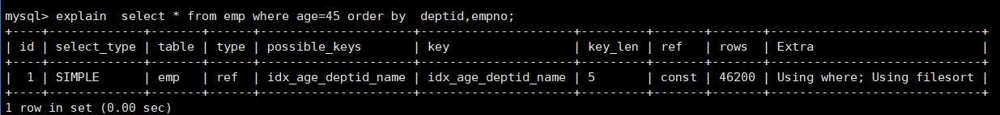 mysql> explain  select * from emp where age=45 order by  deptid,empno;
+----+-------------+-------+------+---------------------+---------------------+---------+-------+-------+-----------------------------+
| id | select_type | table | type | possible_keys       | key                 | key_len | ref   | rows  | Extra                       |
+----+-------------+-------+------+---------------------+---------------------+---------+-------+-------+-----------------------------+
|  1 | SIMPLE      | emp   | ref  | idx_age_deptid_name | idx_age_deptid_name | 5       | const | 46200 | Using where; Using filesort |
+----+-------------+-------+------+---------------------+---------------------+---------+-------+-------+-----------------------------+
1 row in set (0.00 sec)